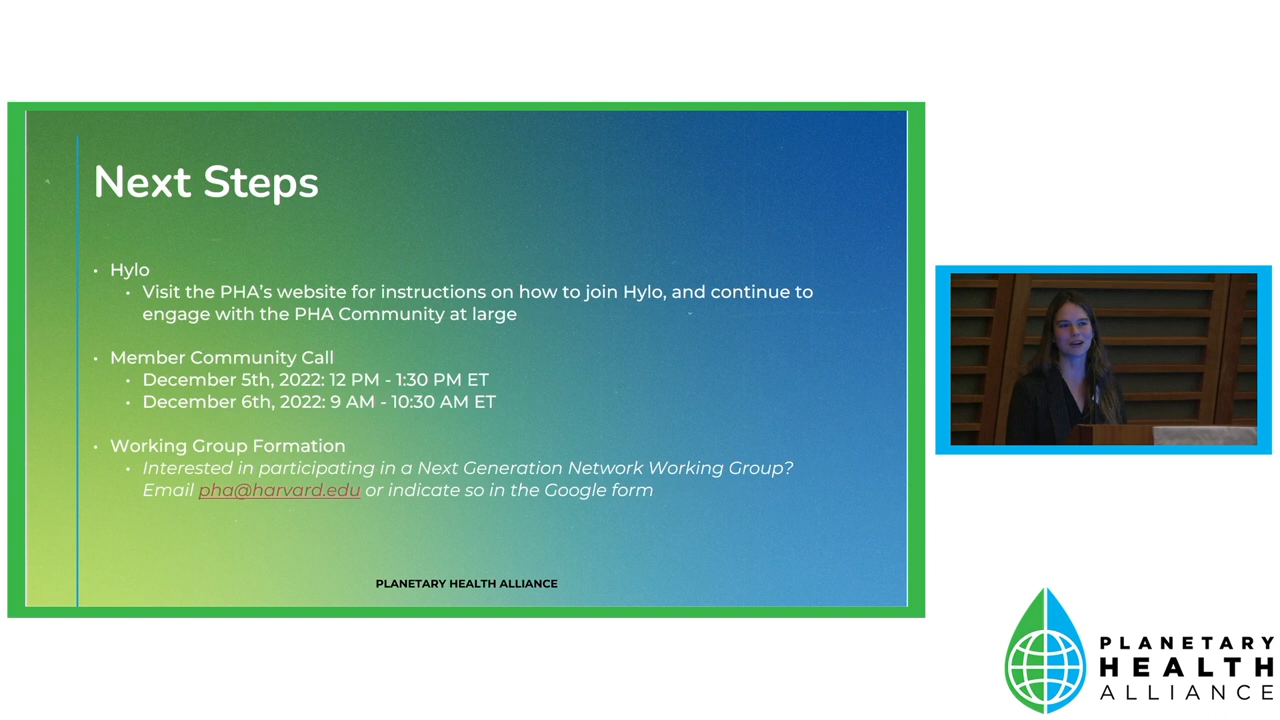 Next Steps
• Hylo
• Visit the PHA’s website for instructions on how to join Hylo, and continue to
engage with the PHA Community at large
• Member Community Call
• December 5th, 2022: 12 PM - 1:30 PM ET
• December 6th, 2022: 9 AM - 10:30 AM ET
• Working Group Formation
• Interested in participating in a Next Generation Network Working Group?
Email pha@harvard.edu or indicate so in the Google form
PLANETARY HEALTH ALLIANCE
PLANETARY
HEALTH
ALLIANCE